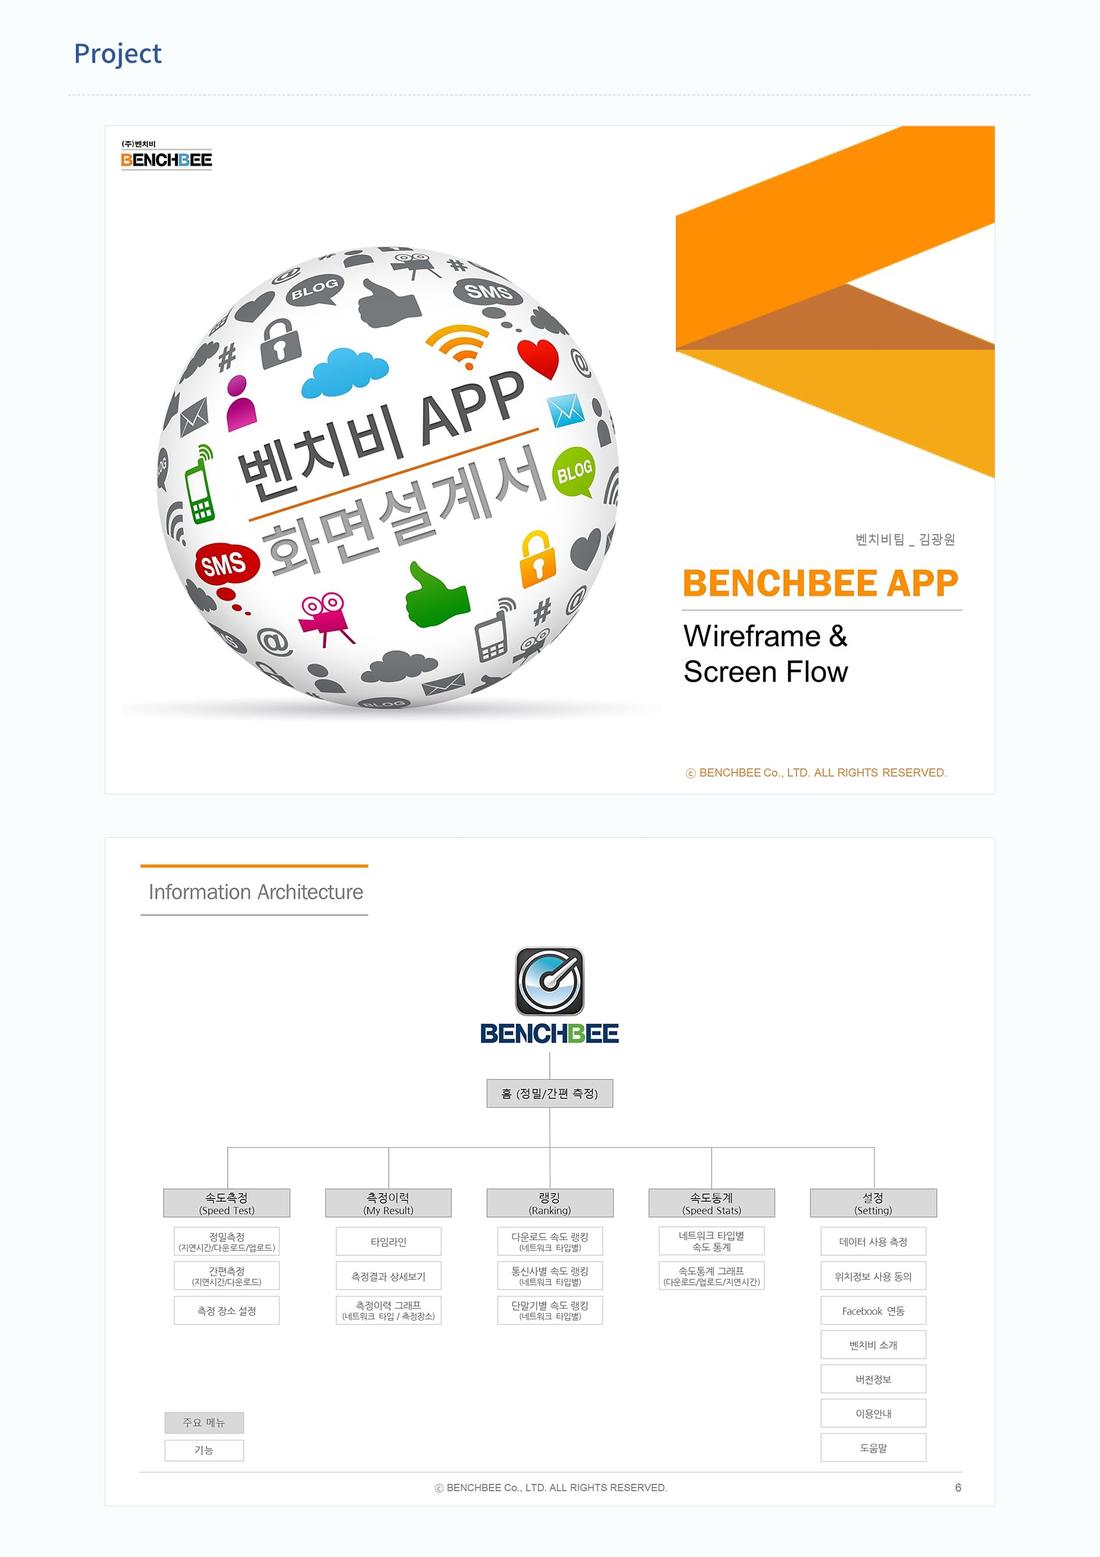 Project
(주)벤치비
BENCHBEE
BLOG
SMS
#
@
#
@
벤치비 APP
화면설계서
BLOG
SMS
@
#
@
BLOG
벤치비팀 _ 김광원
BENCHBEE APP
Wireframe &
Screen Flow
ⓒ BENCHBEE Co., LTD. ALL RIGHTS RESERVED.
Information Architecture
BENCHBEE
홈 (정밀/간편 측정)
속도측정
(Speed Test)
정밀측정
(지연시간/다운로드/업로드)
간편측정
(지연시간/다운로드)
측정 장소 설정
측정이력
(My Result)
타임라인
측정결과 상세보기
측정이력 그래프
(네트워크 타입 / 측정장소)
랭킹
(Ranking)
다운로드 속도 랭킹
(네트워크 타입별)
통신사별 속도 랭킹
(네트워크 타입별)
단말기별 속도 랭킹
(네트워크 타입별)
속도통계
(Speed Stats)
네트워크 타입별
속도 통계
속도통계 그래프
(다운로드/업로드/지연시간)
설정
(Setting)
데이터 사용 측정
위치정보 사용 동의
Facebook 연동
벤치비 소개
버전정보
이용안내
도움말
주요 메뉴
기능
ⓒ BENCHBEE Co., LTD. ALL RIGHTS RESERVED.
6